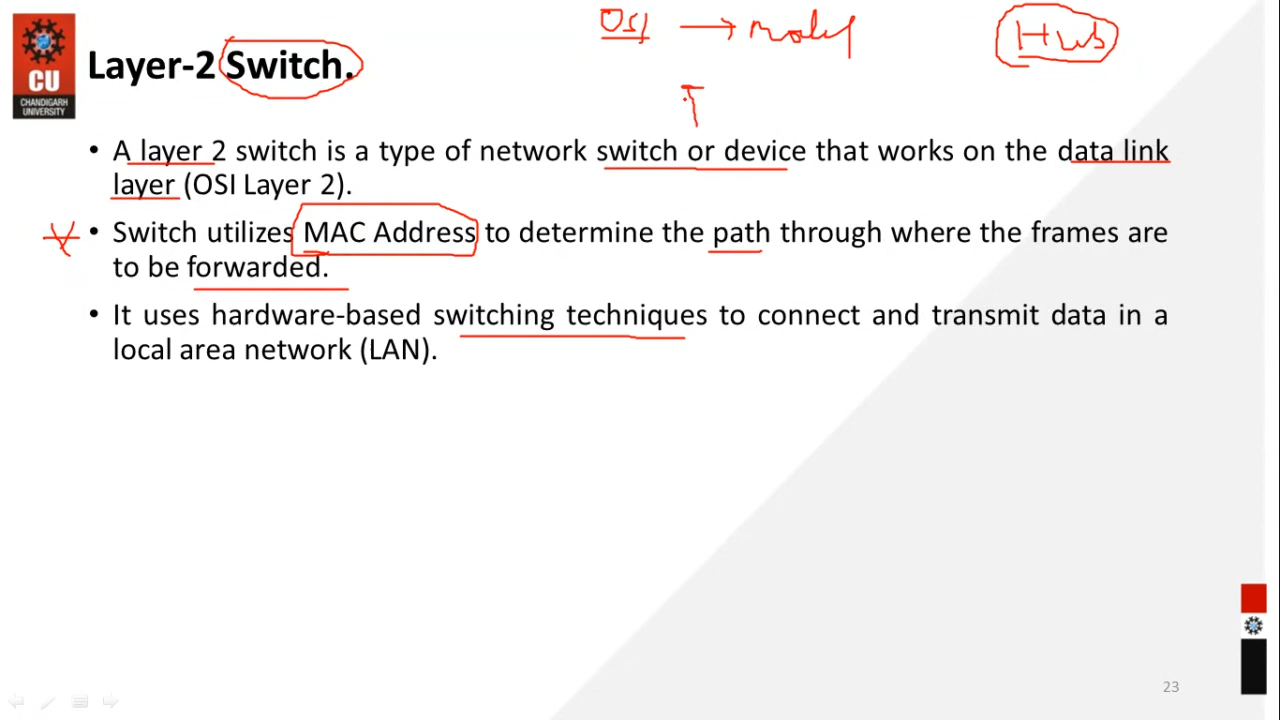 OSI → model
Hub
CU
CHANDIGARH
UNIVERSITY
Layer-2 Switch.
• A layer 2 switch is a type of network switch or device that works on the data link
layer (OSI Layer 2).
• Switch utilizes MAC Address to determine the path through where the frames are
to be forwarded.
• It uses hardware-based switching techniques to connect and transmit data in a
local area network (LAN).
23